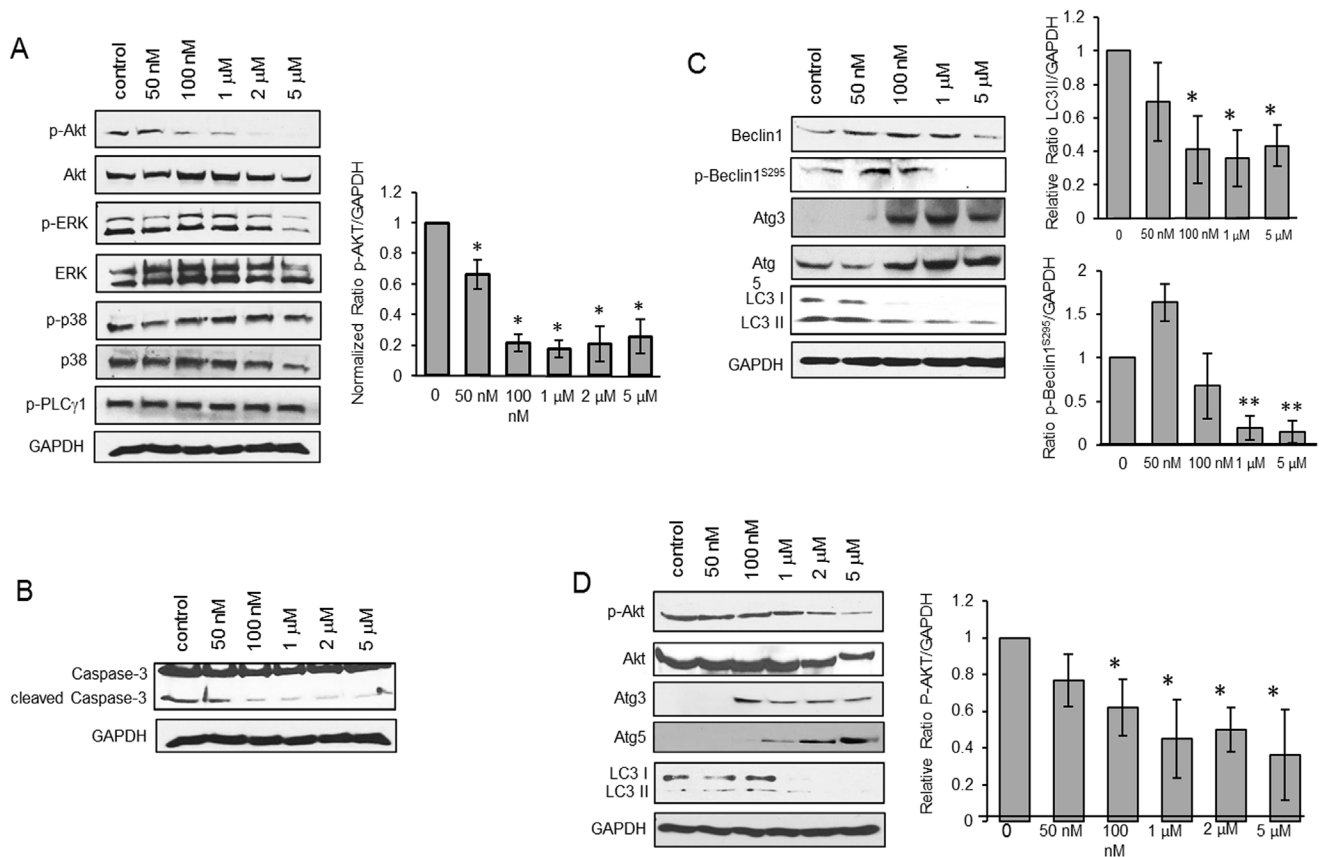 A
control
50 nM
100 nM
1 μM
2 μM
5 μM
p-Akt
Akt
p-ERK
ERK
p-p38
p38
p-PLCγ1
GAPDH
Normalized Ratio p-AKT/GAPDH
1.2
1
0.8
0.6
0.4
0.2
0
*
*
*
*
*
0
50 nM
100
nM
1 μM
2 μM
5 μM
C
control
50 nM
100 nM
1 μM
5 μM
Beclin1
p-Beclin1S295
Atg3
Atg
5
LC3 I
LC3 II
GAPDH
Relative Ratio LC3II/GAPDH
1.2
1
0.8
0.6
0.4
0.2
0
*
*
*
0
50 nM
100 nM
1 μM
5 μM
Ratio p-Beclin1S295/GAPDH
2
1.5
1
0.5
0
**
**
0
50 nM
100 nM
1 μM
5 μM
B
control
50 nM
100 nM
1 μM
2 μM
5 μM
Caspase-3
cleaved Caspase-3
GAPDH
D
control
50 nM
100 nM
1 μM
2 μM
5 μM
p-Akt
Akt
Atg3
Atg5
LC3 I
LC3 II
GAPDH
Relative Ratio P-AKT/GAPDH
1.2
1
0.8
0.6
0.4
0.2
0
*
*
*
*
0
50 nM
100
nM
1 μM
2 μM
5 μM